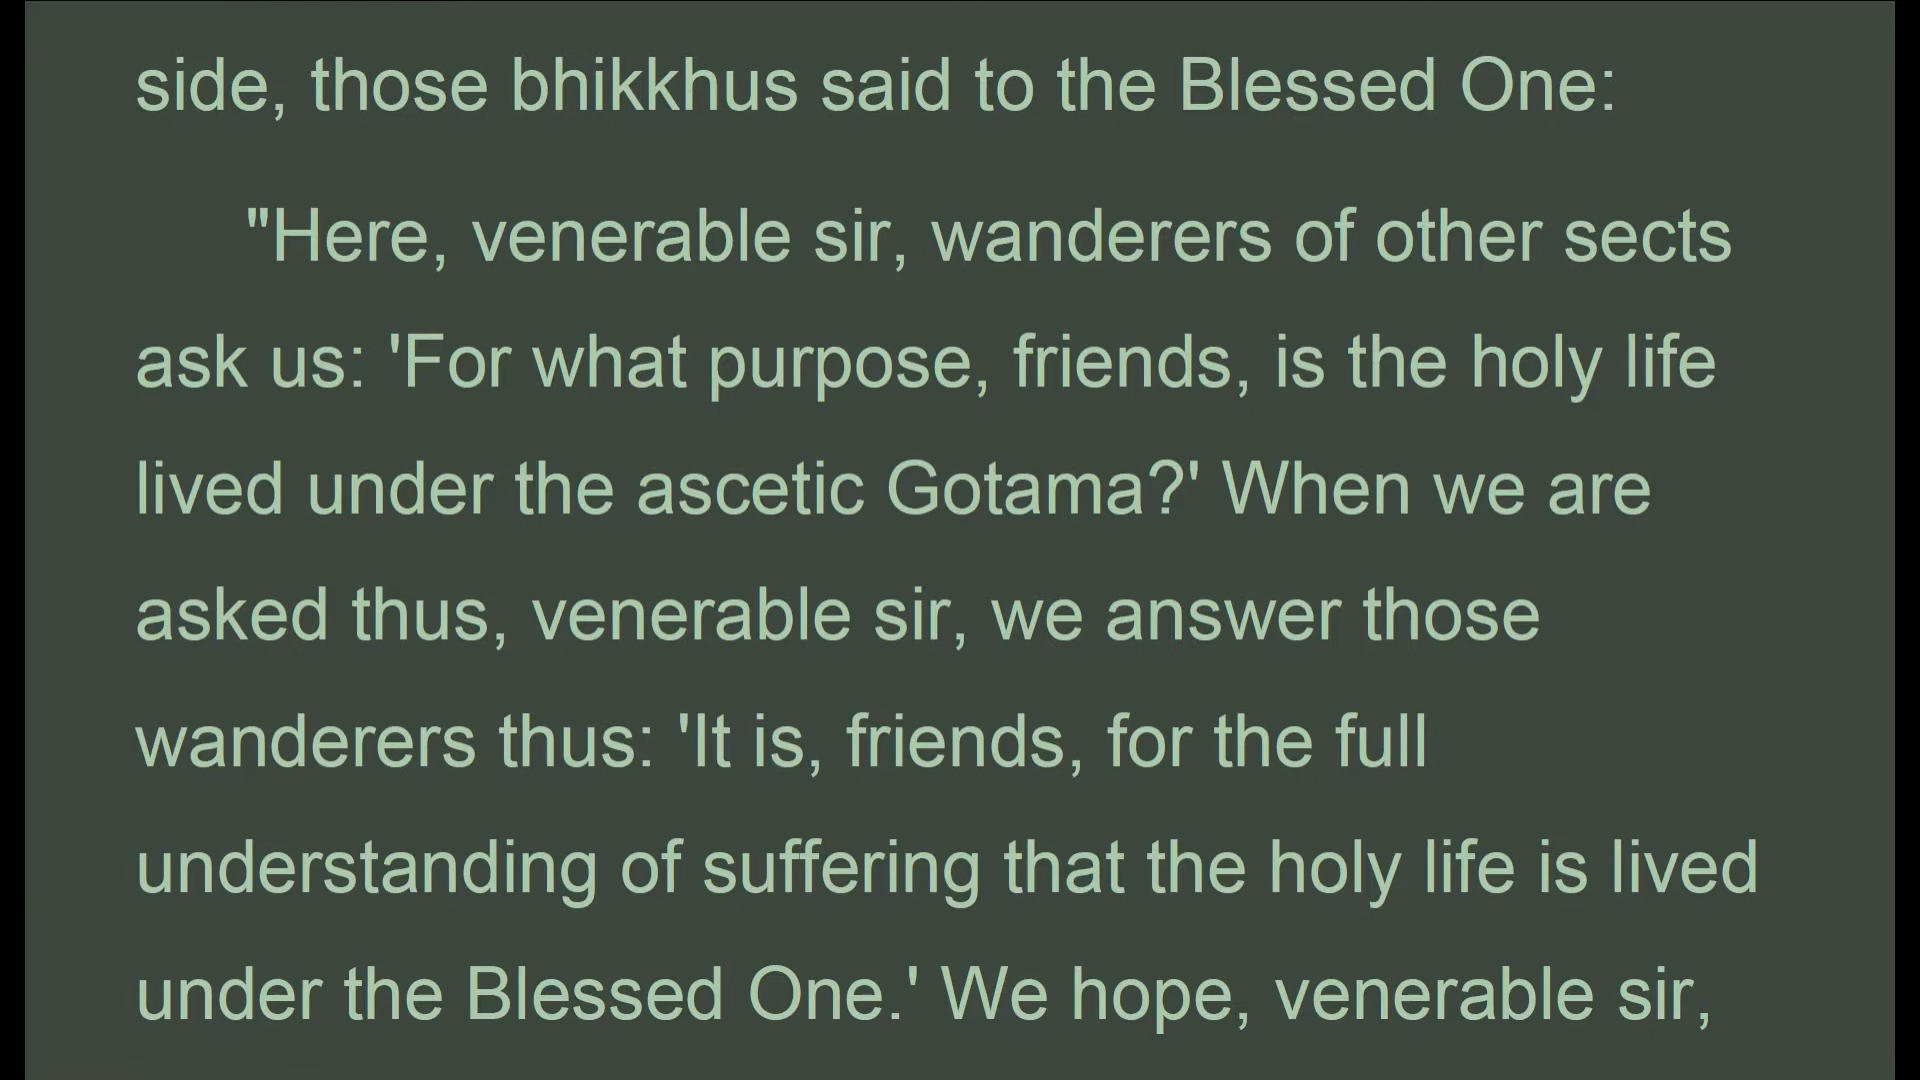 side, those bhikkhus said to the Blessed One:
"Here, venerable sir, wanderers of other sects
ask us: 'For what purpose, friends, is the holy life
lived under the ascetic Gotama?' When we are
asked thus, venerable sir, we answer those
wanderers thus: 'It is, friends, for the full
understanding of suffering that the holy life is lived
under the Blessed One.' We hope, venerable sir,